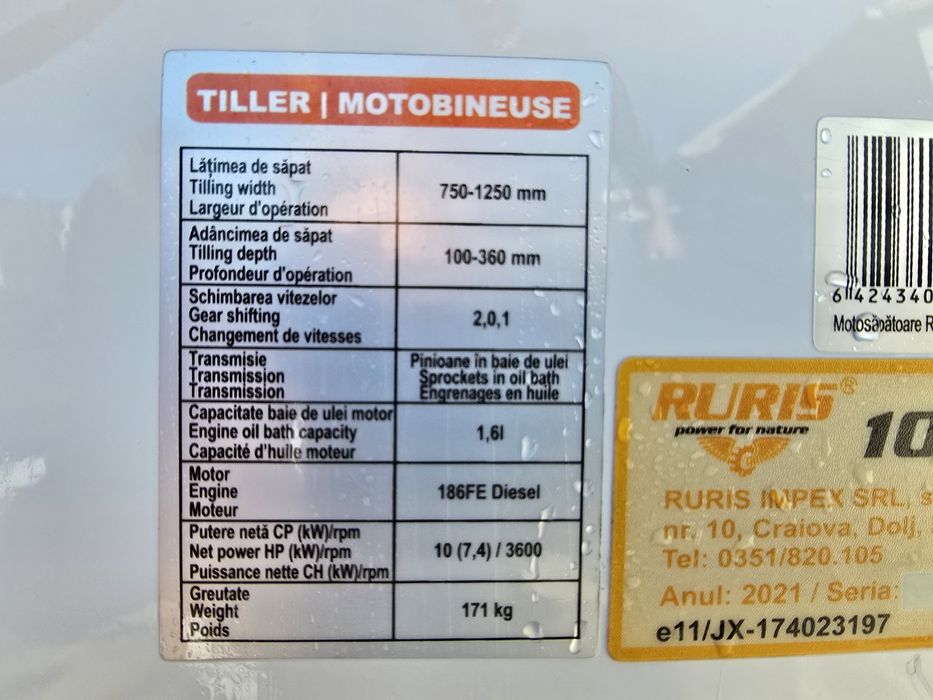 TILLER | MOTOBINEUSE
Lățimea de săpat
Tilling width
Largeur d'opération
750-1250 mm
Adâncimea de săpat
Tilling depth
Profondeur d'opération
100-360 mm
Schimbarea vitezelor
Gear shifting
Changement de vitesses
2,0,1
Transmisie
Transmission
Transmission
Pinioane în baie de ulei
Sprockets in oil bath
Engrenages en huile
Capacitate baie de ulei motor
Engine oil bath capacity
Capacité d'huile moteur
1,6l
Motor
Engine
Moteur
186FE Diesel
Putere netă CP (kW)/rpm
Net power HP (kW)/rpm
Puissance nette CH (kW)/rpm
10 (7,4) / 3600
Greutate
Weight
Poids
171 kg
6 424340
Motosăpătoare R
RURIS®
power for nature
10
RURIS IMPEX SRL, s
nr. 10, Craiova, Dolj,
Tel: 0351/820.105
Anul: 2021 / Seria:
e11/JX-174023197